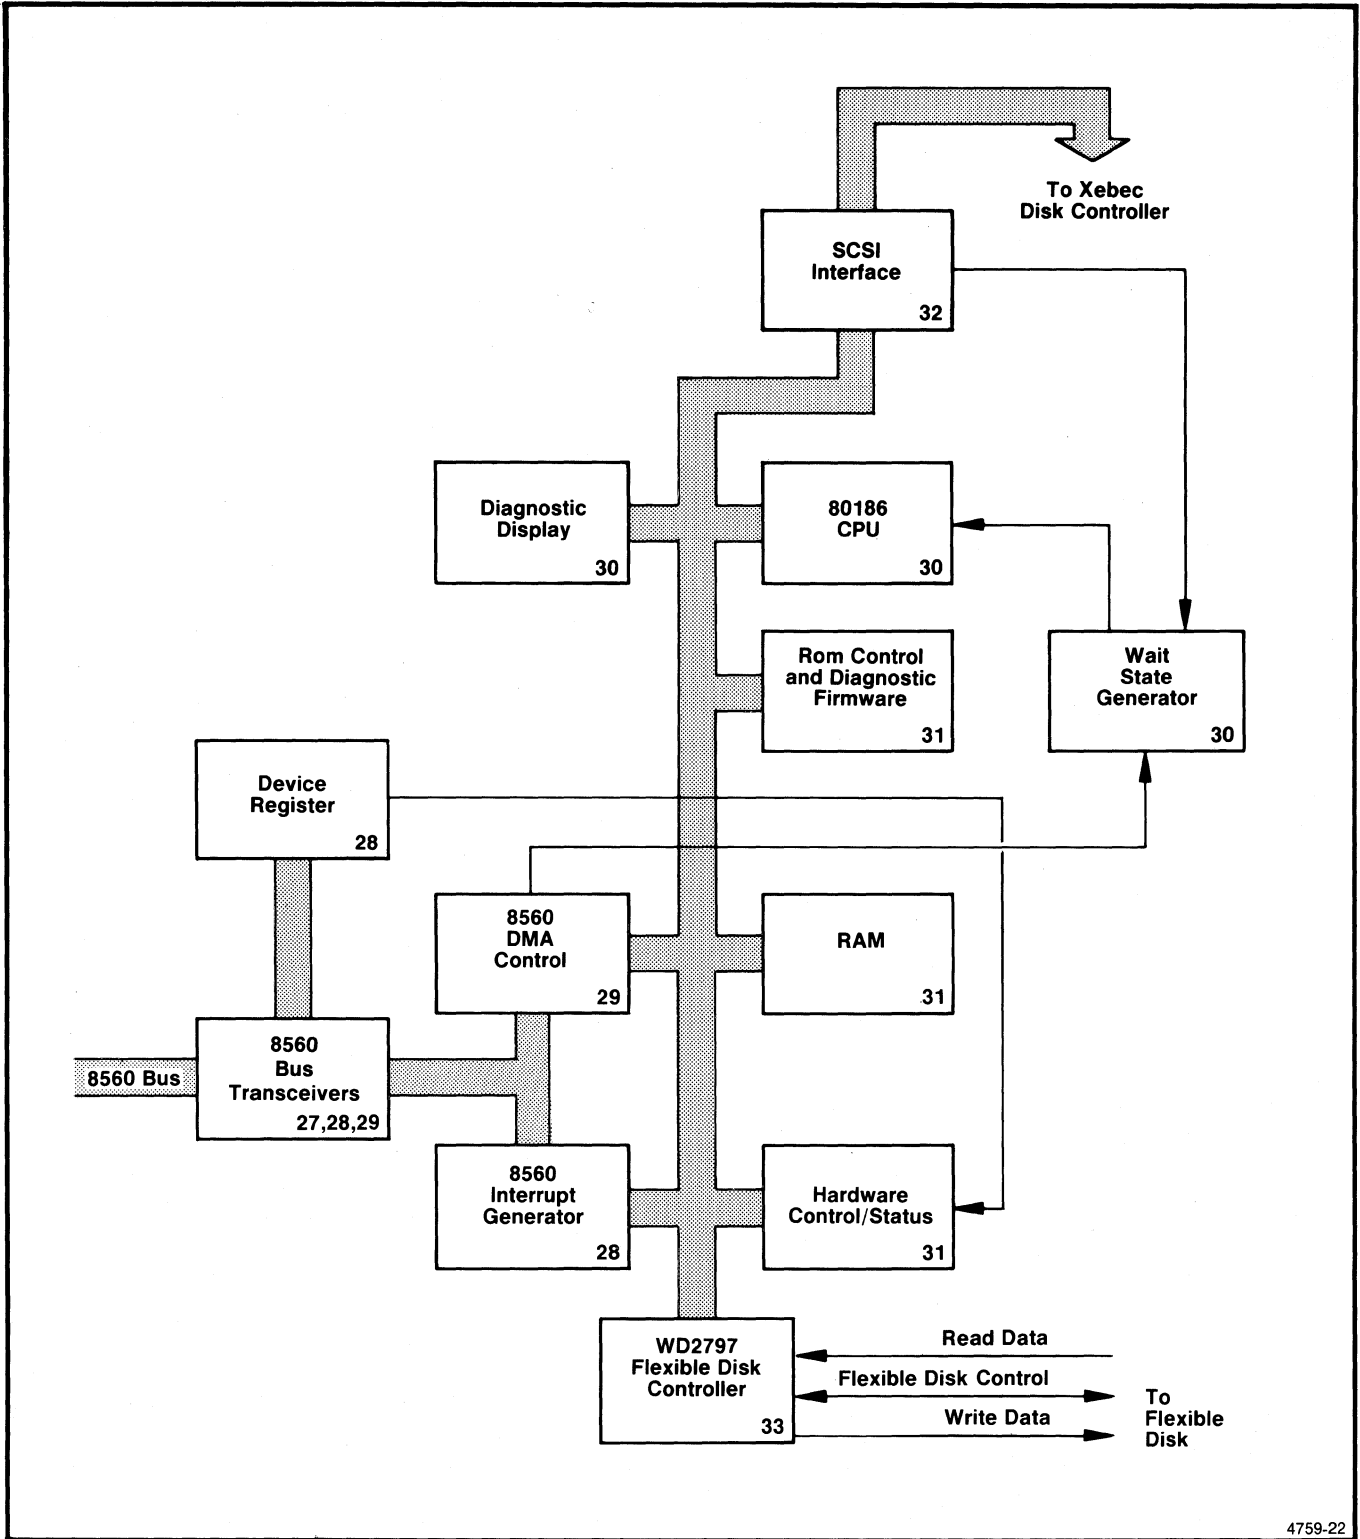 To Xebec
Disk Controller
SCSI
Interface
32
Diagnostic
Display
30
80186
CPU
30
Rom Control
and Diagnostic
Firmware
31
Wait
State
Generator
30
Device
Register
28
8560
DMA
Control
29
RAM
31
8560 Bus
8560
Bus
Transceivers
27,28,29
8560
Interrupt
Generator
28
Hardware
Control/Status
31
WD2797
Flexible Disk
Controller
33
Read Data
Flexible Disk Control
Write Data
To
Flexible
Disk
4759-22